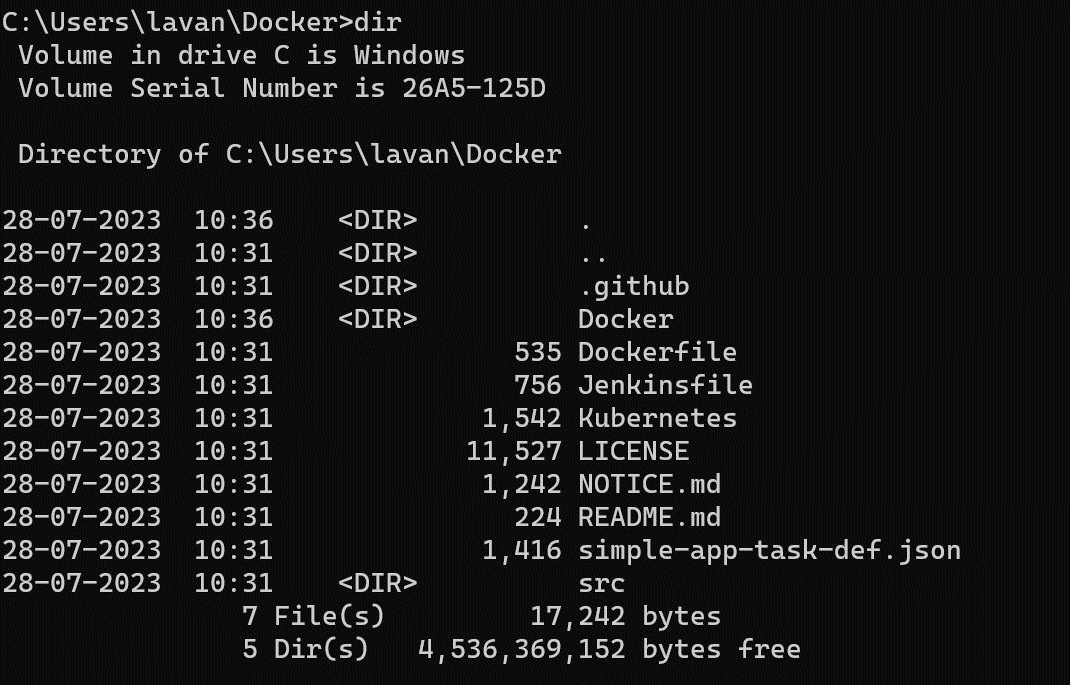 C:\Users\lavan\Docker>dir
 Volume in drive C is Windows
 Volume Serial Number is 26A5-125D

 Directory of C:\Users\lavan\Docker

28-07-2023  10:36    <DIR>          .
28-07-2023  10:31    <DIR>          ..
28-07-2023  10:31    <DIR>          .github
28-07-2023  10:36    <DIR>          Docker
28-07-2023  10:31               535 Dockerfile
28-07-2023  10:31               756 Jenkinsfile
28-07-2023  10:31             1,542 Kubernetes
28-07-2023  10:31            11,527 LICENSE
28-07-2023  10:31             1,242 NOTICE.md
28-07-2023  10:31               224 README.md
28-07-2023  10:31             1,416 simple-app-task-def.json
28-07-2023  10:31    <DIR>          src
               7 File(s)         17,242 bytes
               5 Dir(s)   4,536,369,152 bytes free